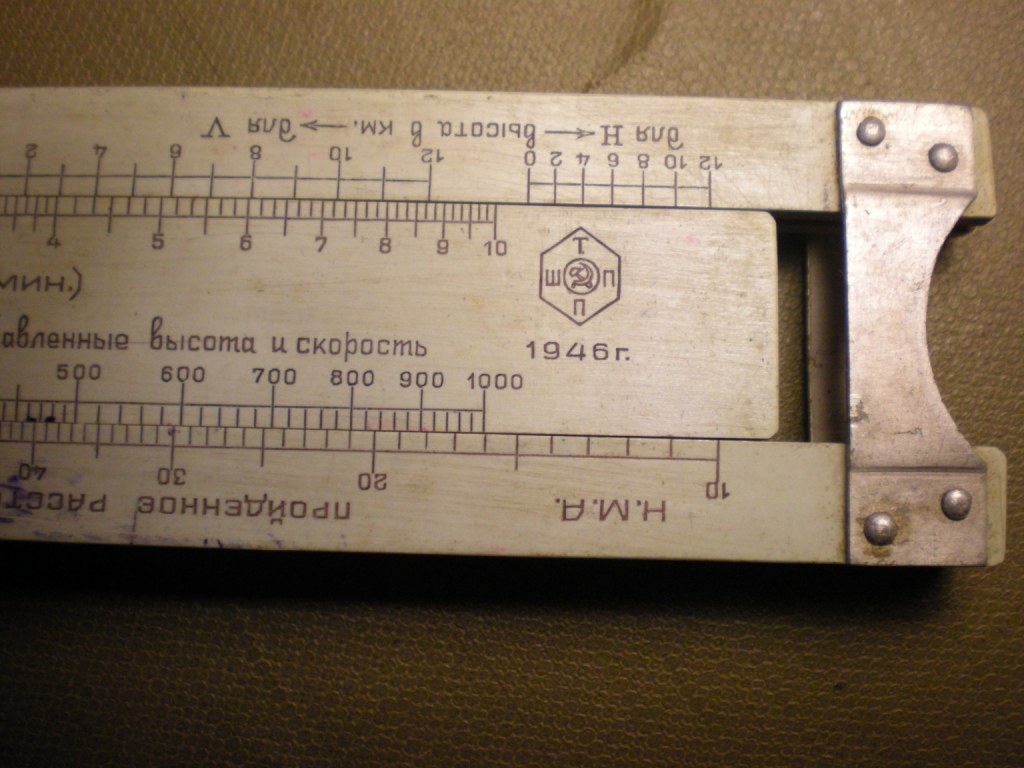 для Н ← высота в км. → для V
12 10 8 6 4 2 0 12 10 8 6 4 2
4 5 6 7 8 9 10
Т
Ш П
П
мин.)
авленные высота и скорость
1946г.
500 600 700 800 900 1000
10 20 30 40
Н.М.А. ПРОЙДЕННОЕ РАССТ